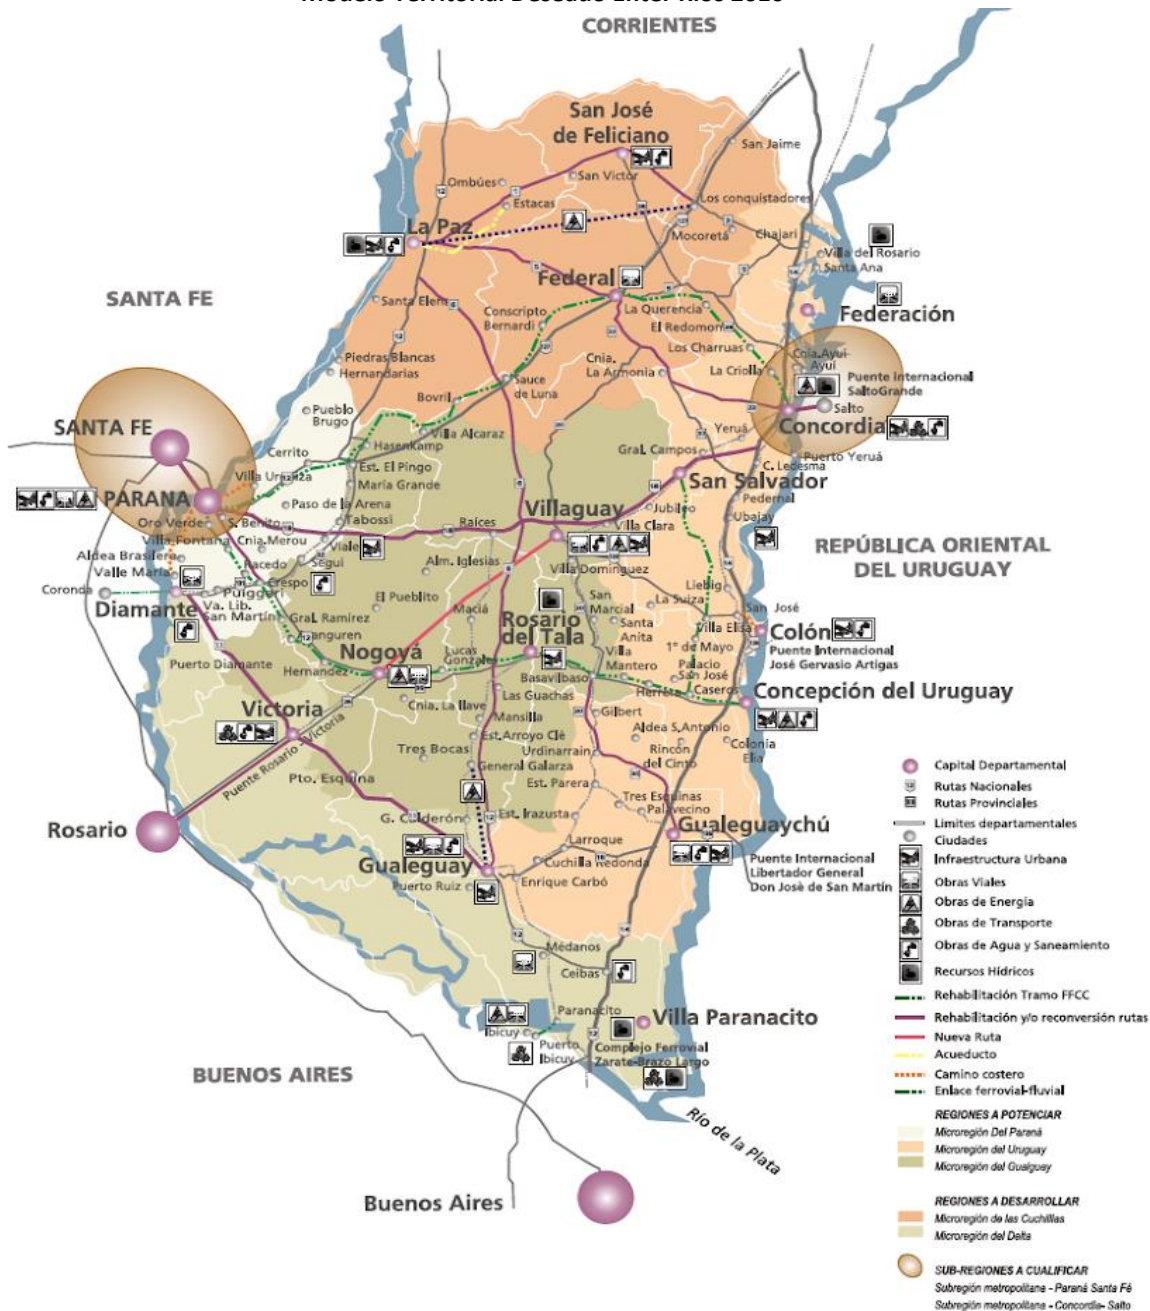 CORRIENTES
San José
de Feliciano
San Jaime
San Victor
Ombúes
Estacas
Los conquistadores
La Paz
Mocoretá
Chajari
Villa del Rosario
Santa Ana
SANTA FE
Federal
Santa Elena
La Querencia
Federación
Conscripto
Bernardi
El Redomon
Los Charruas
Cnia. Ayui-
Ayui
Piedras Blancas
Hernandarias
Cnia.
La Armonia
La Criolla
Puente Internacional
SaltoGrande
Sauce
de Luna
Bovril
Salto
Pueblo
Brugo
SANTA FE
Concordia
Villa Alcaraz
Yeruá
Hasenkamp
Cerrito
Gral. Campos
Puerto Yeruá
Est. El Pingo
C. Ledesma
Villa Urquiza
María Grande
San Salvador
PARANA
Pedernal
Paso de la Arena
Jubileo
Villaguay
Ubajay
Oro Verde
S. Benito
Tabossi
Raíces
Villa Clara
Villa Fontana
Cnia. Merou
Viale
REPÚBLICA ORIENTAL
DEL URUGUAY
Aldea Brasilera
Segui
Alm. Iglesias
Villa Dominguez
Valle María
Racedo
Crespo
Liebig
Coronda
Puiggari
El Pueblito
San
Marcial
La Suiza
San José
Diamante
Va. Lib.
San Martín
Maciá
Gral. Ramirez
Rosario
del Tala
Santa
Anita
Villa Elisa
Colón
Aranguren
1° de Mayo
Puente Internacional
José Gervasio Artigas
Puerto Diamante
Nogoyá
Lucas
Gonzalez
Villa
Mantero
Palacio
San José
Hernandez
Basavilbaso
Herrera
Caseros
Concepción del Uruguay
Las Guachas
Cnia. La llave
Victoria
Mansilla
Gilbert
Aldea S. Antonio
Puente Rosario - Victoria
Est. Arroyo Clé
Colonia
Elia
Tres Bocas
Urdinarrain
Rincón
del Cinto
General Galarza
Pto. Esquina
Est. Parera
Tres Esquinas
Palavecino
Rosario
G. Calderón
Est. Irazusta
Gualeguaychú
Larroque
Gualeguay
Cuchilla Redonda
Puente Internacional
Libertador General
Don Josè de San Martín
Puerto Ruiz
Enrique Carbó
Médanos
Ceibas
Paranacito
Villa Paranacito
Ibicuy
Puerto
Ibicuy
Complejo Ferrovial
Zarate-Brazo Largo
BUENOS AIRES
Río de la Plata
Buenos Aires
Capital Departamental
Rutas Nacionales
Rutas Provinciales
Limites departamentales
Ciudades
Infraestructura Urbana
Obras Viales
Obras de Energía
Obras de Transporte
Obras de Agua y Saneamiento
Recursos Hídricos
Rehabilitación Tramo FFCC
Rehabilitación y/o reconversión rutas
Nueva Ruta
Acueducto
Camino costero
Enlace ferrovial-fluvial
REGIONES A POTENCIAR
Microregión Del Paraná
Microregión del Uruguay
Microregión del Gualguay
REGIONES A DESARROLLAR
Microregión de las Cuchilllas
Microregión del Delta
SUB-REGIONES A CUALIFICAR
Subregión metropolitana - Paraná Santa Fé
Subregión metropolitana - Concordia- Salto